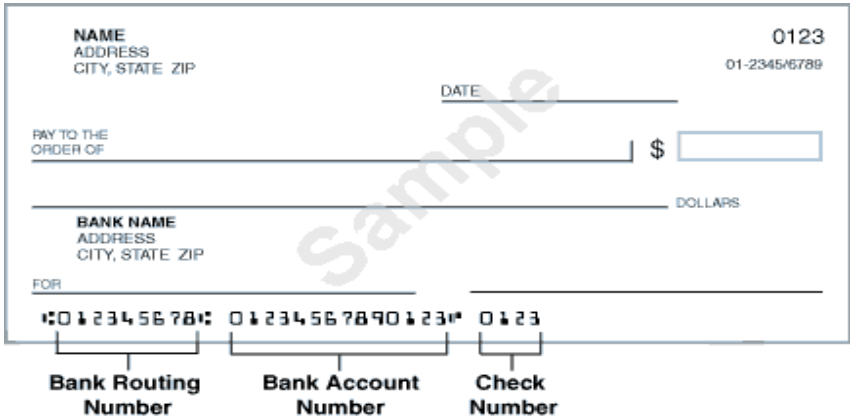 NAME
ADDRESS
CITY, STATE ZIP
0123
01-2345/6789
DATE
PAY TO THE
ORDER OF
$
DOLLARS
Sample
BANK NAME
ADDRESS
CITY, STATE ZIP
FOR
⑆012345678⑆ 01234567890123⑈ 0123
Bank Routing Number
Bank Account Number
Check Number